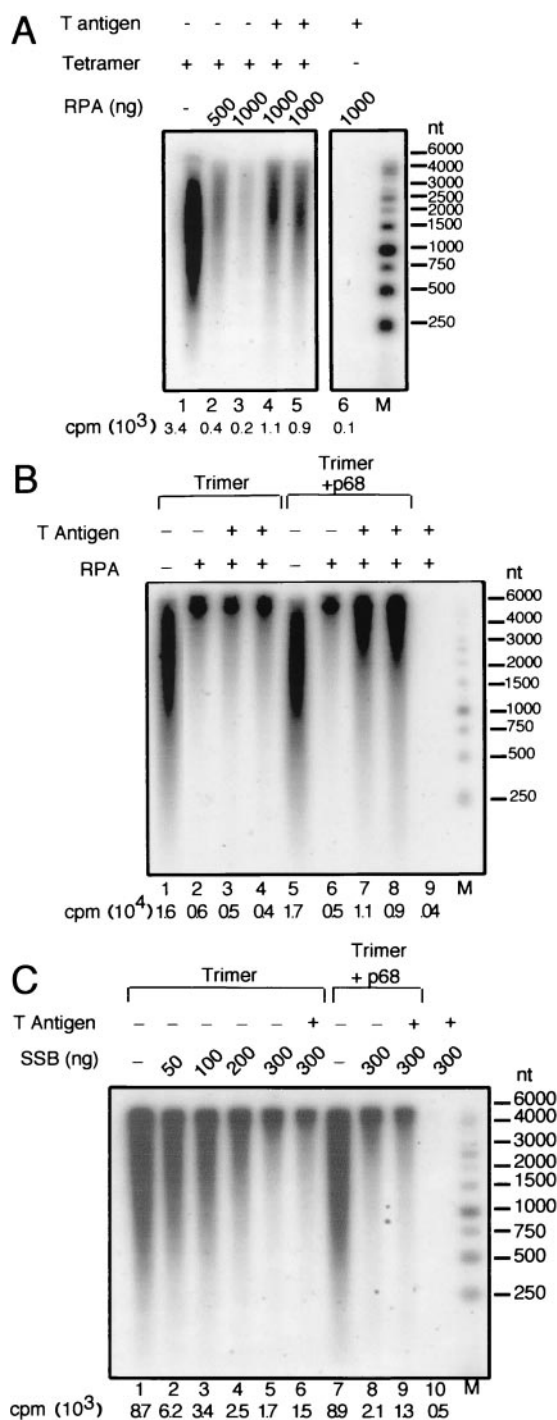 A
T antigen - - - + + +
Tetramer + + + + + -
RPA (ng) - 500 1000 1000 1000 1000
nt
6000
4000
3000
2500
2000
1500
1000
750
500
250
1 2 3 4 5 6 M
cpm (10³) 3.4 0.4 0.2 1.1 0.9 0.1
B
Trimer
Trimer
+p68
T Antigen – – + + – – + + +
RPA – + + + – + + + +
nt
6000
4000
3000
2000
1500
1000
750
500
250
1 2 3 4 5 6 7 8 9 M
cpm (10⁴) 1.6 0.6 0.5 0.4 1.7 0.5 1.1 0.9 .04
C
Trimer
Trimer
+ p68
T Antigen – – – – – + – – + +
SSB (ng) – 50 100 200 300 300 – 300 300 300
nt
6000
4000
3000
2000
1500
1000
750
500
250
1 2 3 4 5 6 7 8 9 10 M
cpm (10³) 8.7 6.2 3.4 2.5 1.7 1.5 8.9 2.1 1.3 0.5